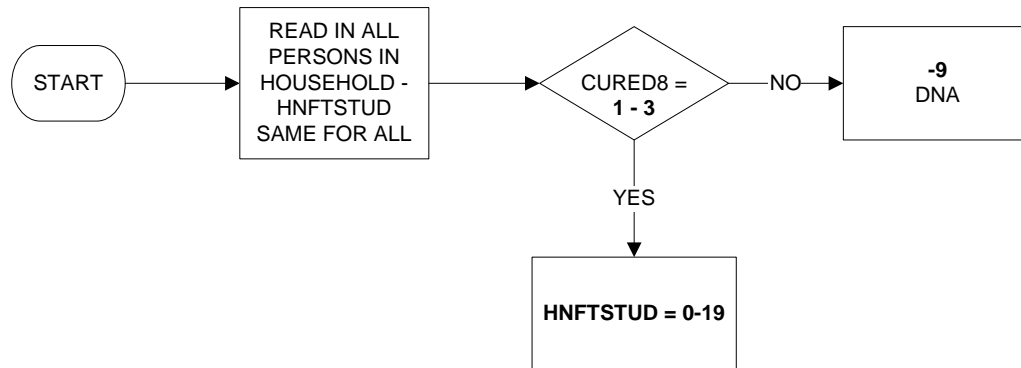 START
READ IN ALL
PERSONS IN
HOUSEHOLD -
HNFTSTUD
SAME FOR ALL
CURED8 =
1 - 3
NO
-9
DNA
YES
HNFTSTUD = 0-19